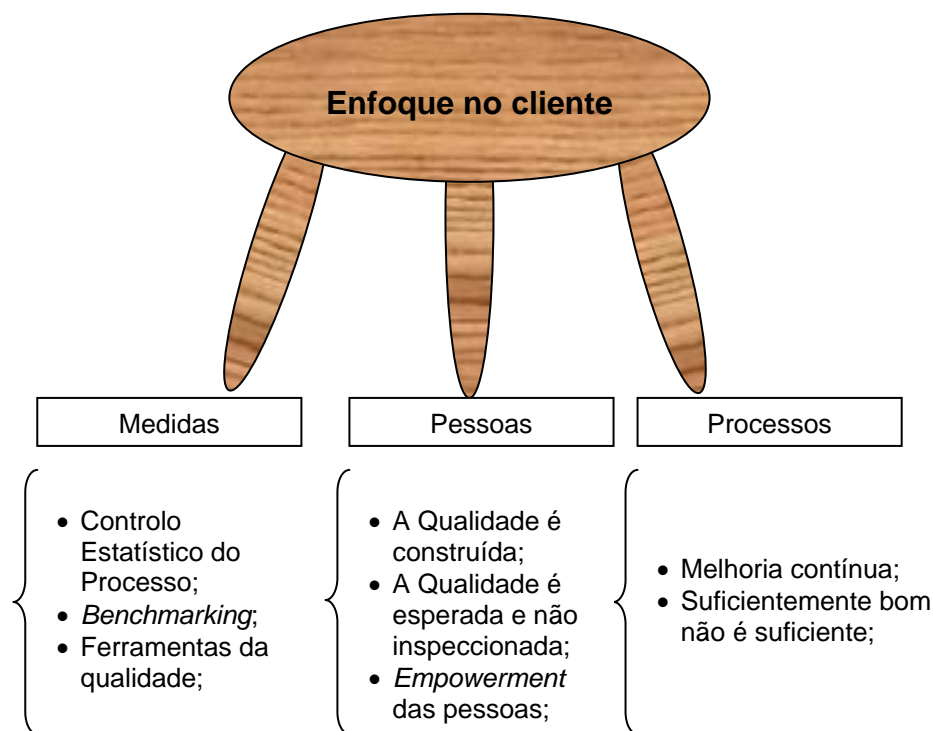 Enfoque no cliente
Medidas
Pessoas
Processos
• Controlo
Estatístico do
Processo;
• Benchmarking;
• Ferramentas da
qualidade;
• A Qualidade é
construída;
• A Qualidade é
esperada e não
inspeccionada;
• Empowerment
das pessoas;
• Melhoria contínua;
• Suficientemente bom
não é suficiente;